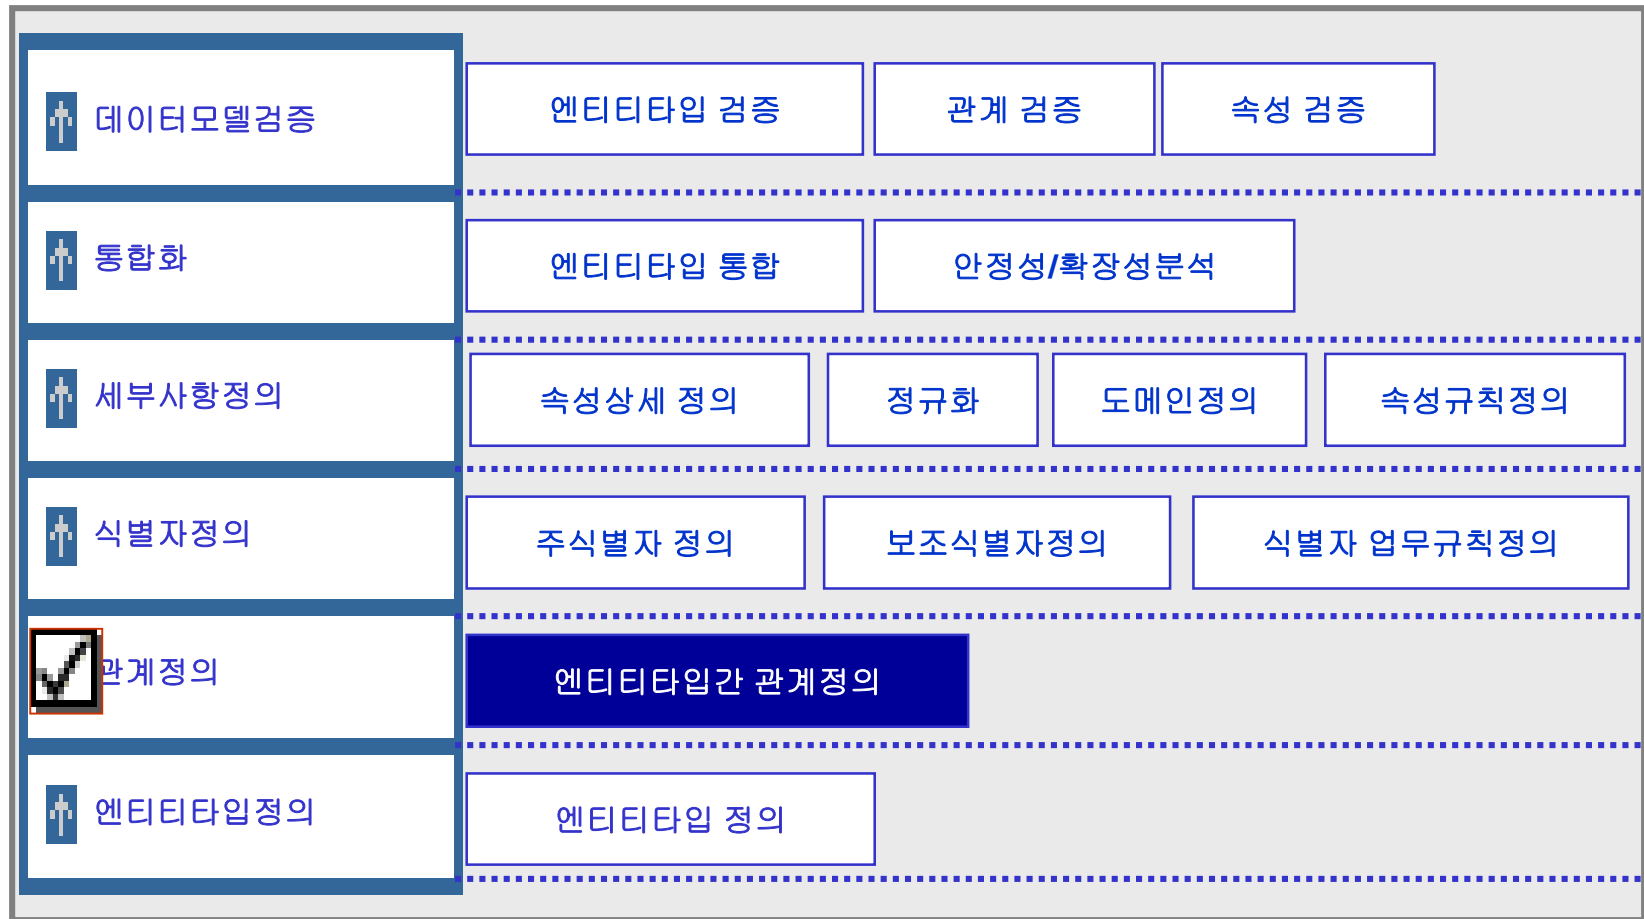 데이터모델검증
엔티티타입 검증
관계 검증
속성 검증
통합화
엔티티타입 통합
안정성/확장성분석
세부사항정의
속성상세 정의
정규화
도메인정의
속성규칙정의
식별자정의
주식별자 정의
보조식별자정의
식별자 업무규칙정의
관계정의
엔티티타입간 관계정의
엔티티타입정의
엔티티타입 정의